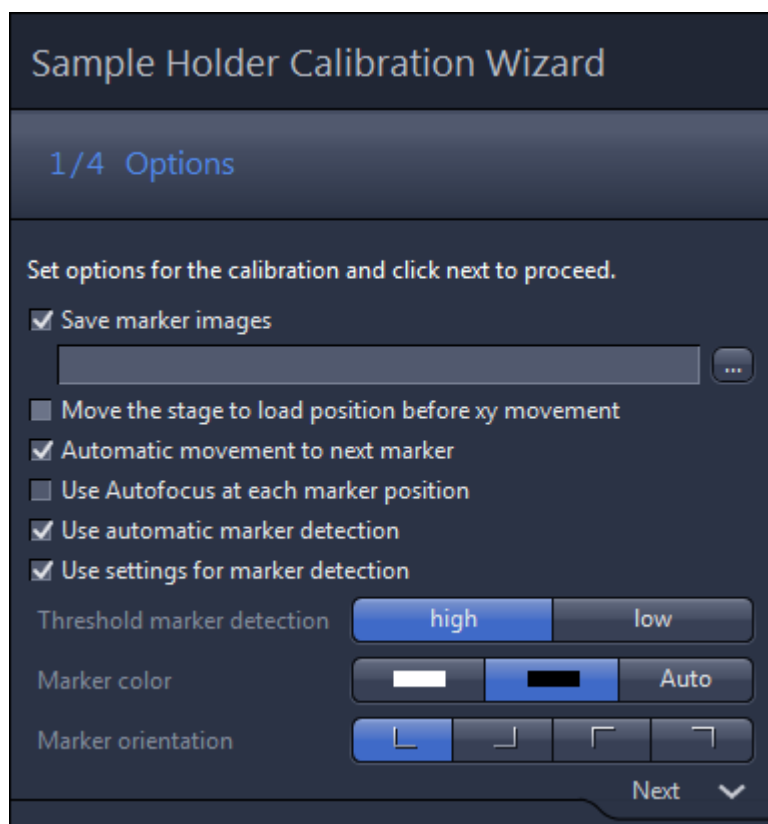 Sample Holder Calibration Wizard
1/4 Options
Set options for the calibration and click next to proceed.
Save marker images
...
Move the stage to load position before xy movement
Automatic movement to next marker
Use Autofocus at each marker position
Use automatic marker detection
Use settings for marker detection
Threshold marker detection high low
Marker color Auto
Marker orientation
Next